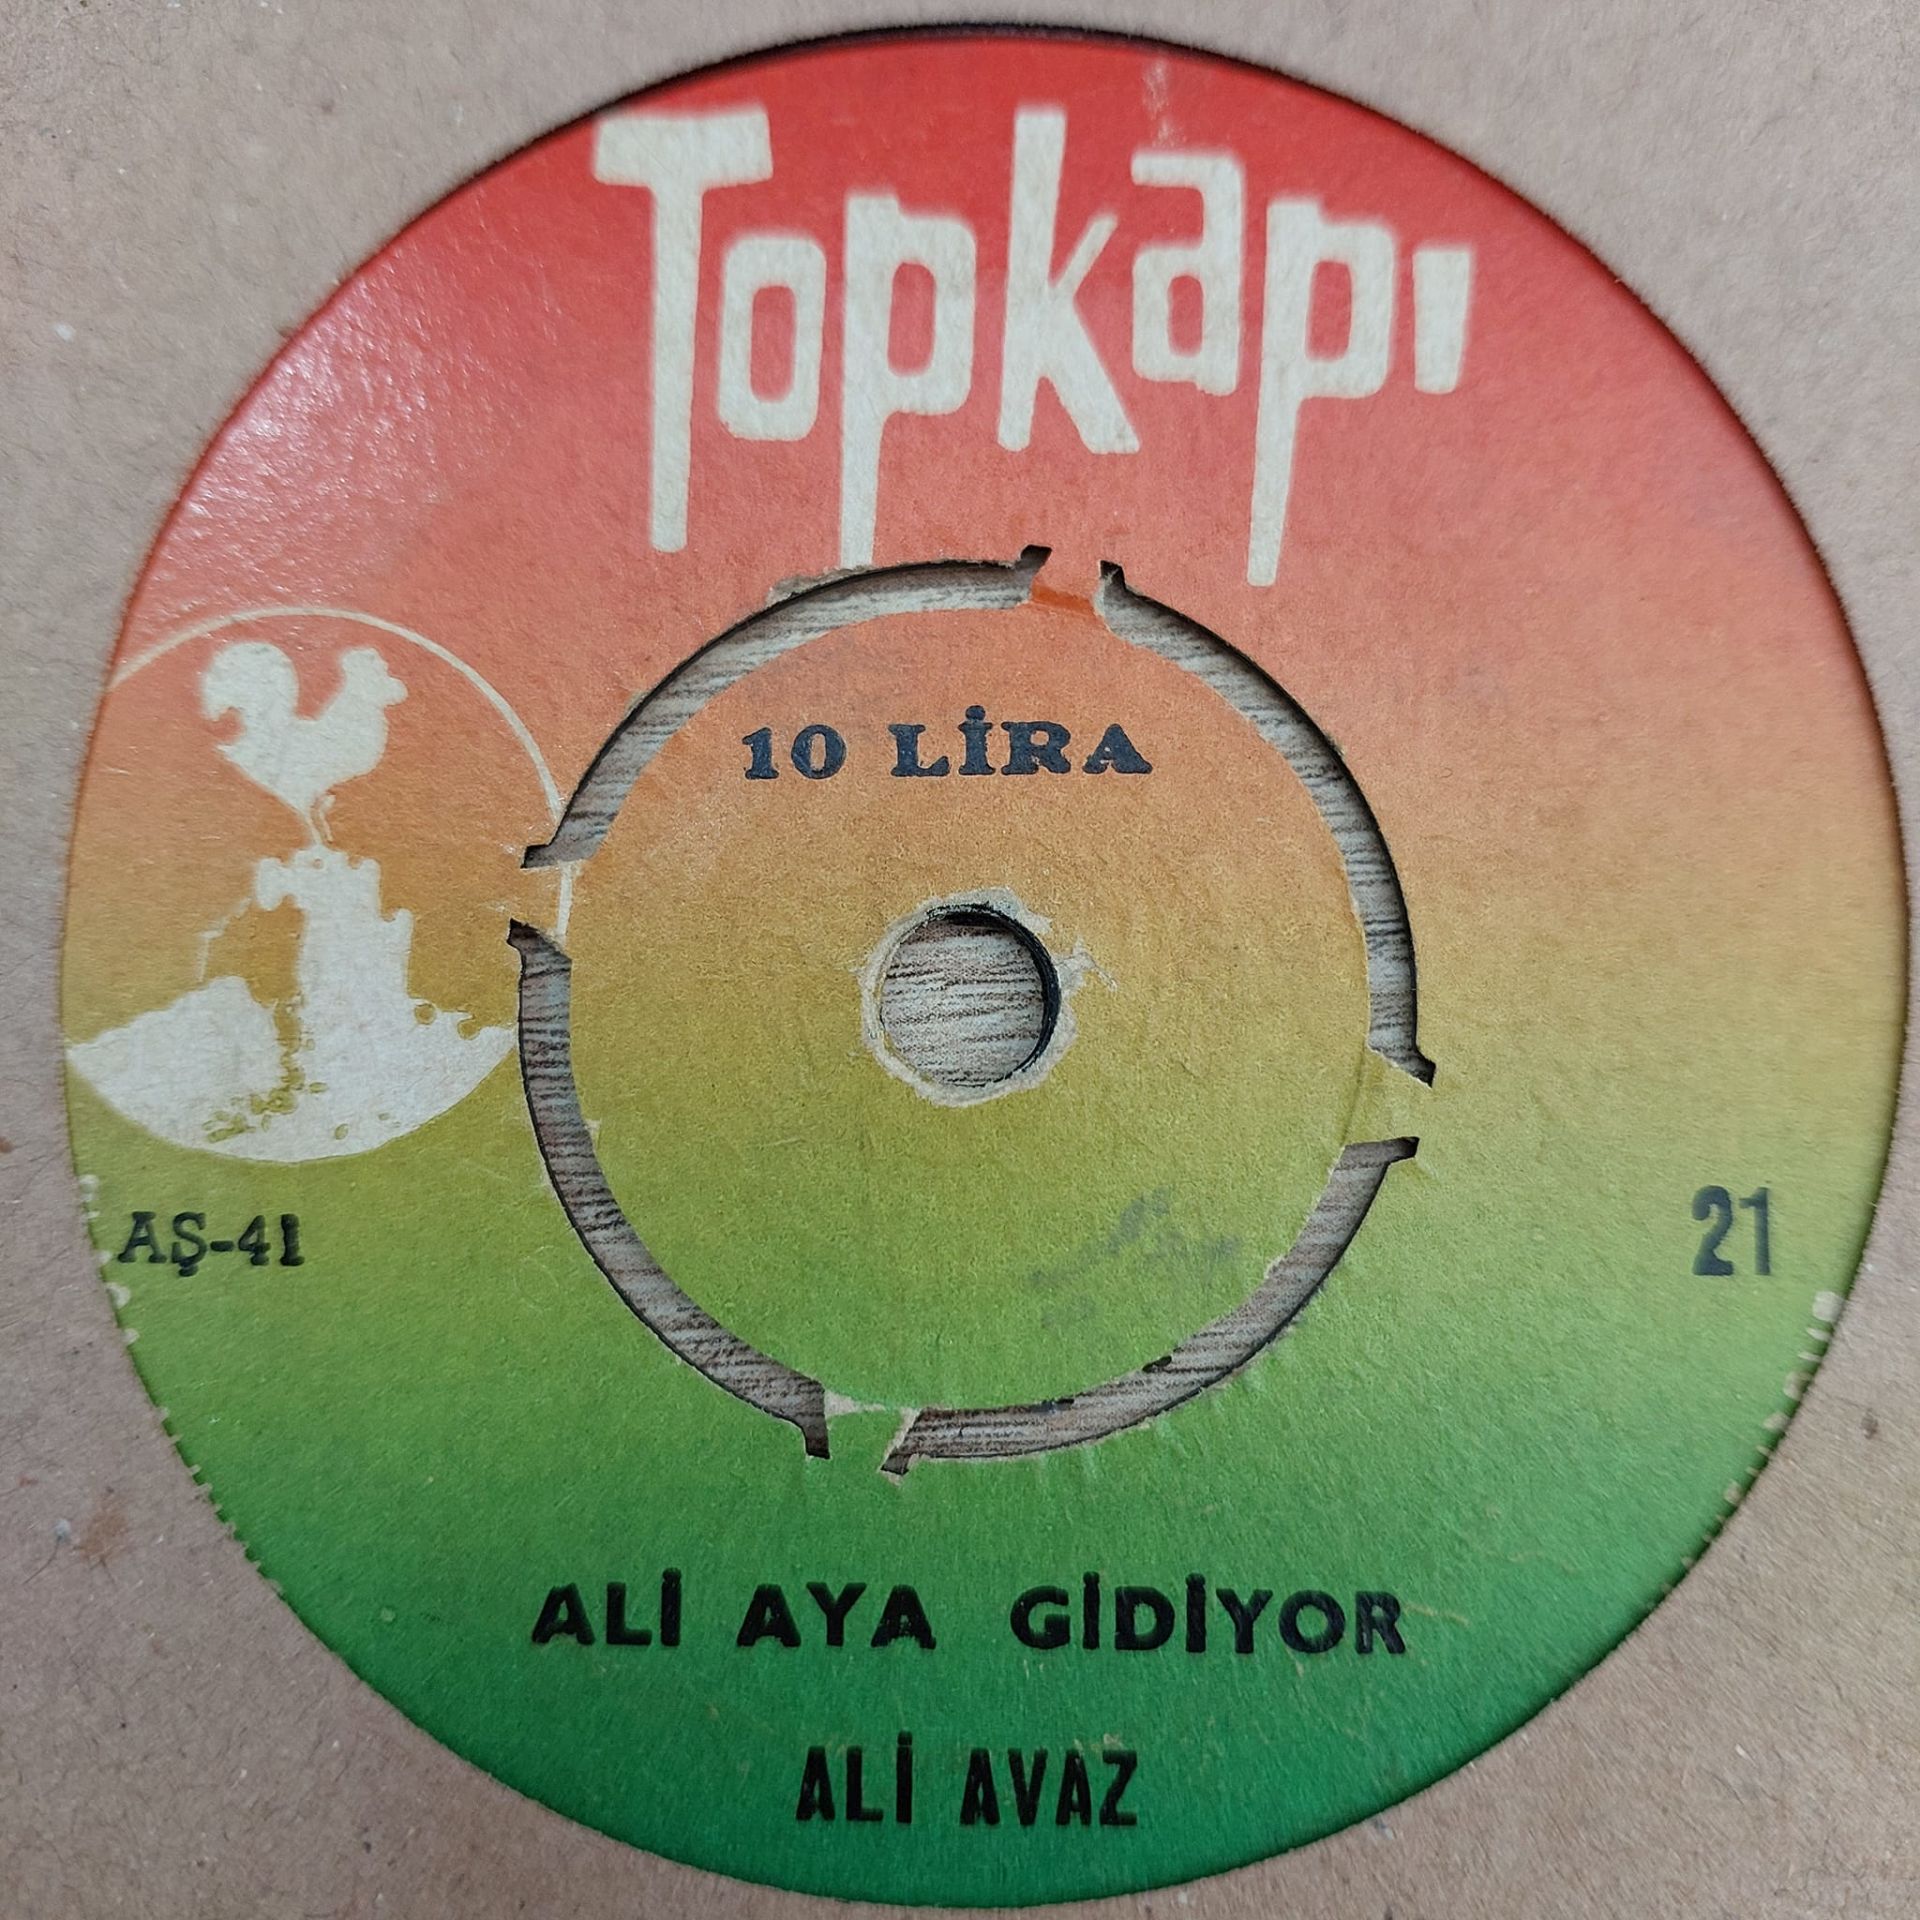 Topkapı
10 LİRA
AŞ-41
21
ALİ AYA GİDİYOR
ALİ AVAZ